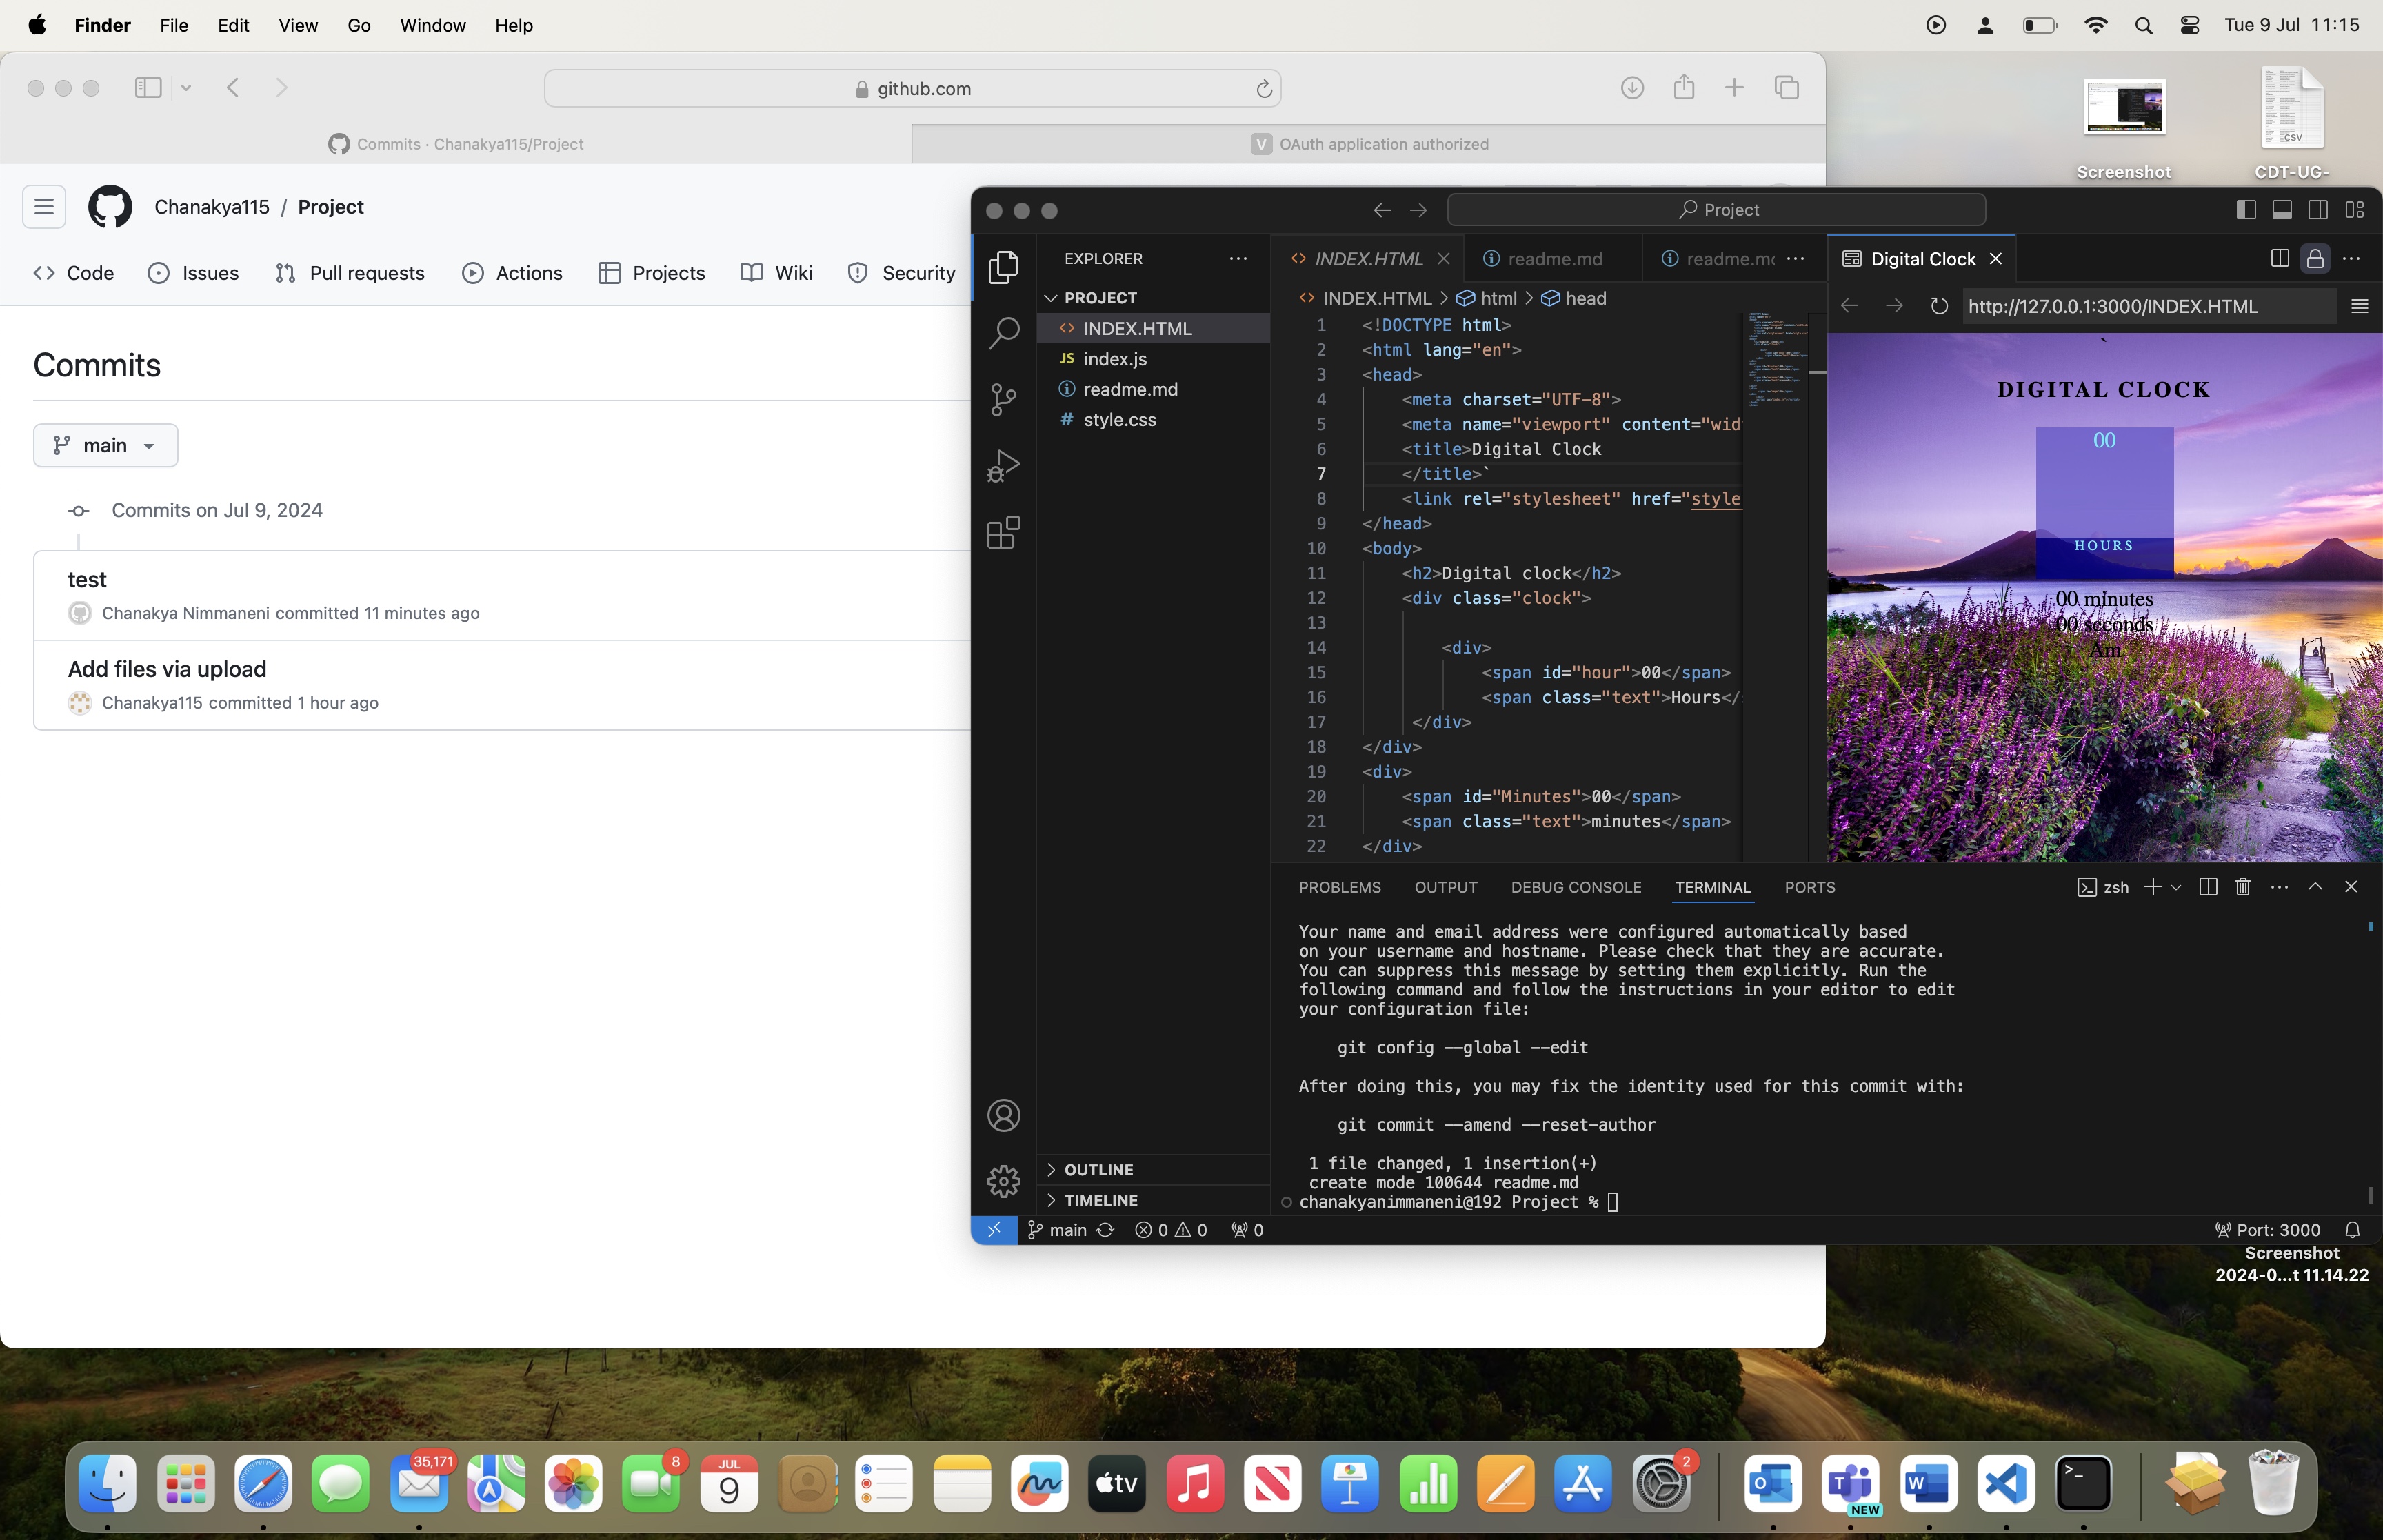 Finder File Edit View Go Window Help
Tue 9 Jul 11:15
github.com
Commits · Chanakya115/Project
V OAuth application authorized
Screenshot
CSV
CDT-UG-
Chanakya115 / Project
Code Issues Pull requests Actions Projects Wiki Security
Commits
main
Commits on Jul 9, 2024
test
Chanakya Nimmaneni committed 11 minutes ago
Add files via upload
Chanakya115 committed 1 hour ago
Project
EXPLORER
PROJECT
<> INDEX.HTML
JS index.js
readme.md
# style.css
OUTLINE
TIMELINE
<> INDEX.HTML readme.md readme.mc ···
<> INDEX.HTML > html > head
1 <!DOCTYPE html>
2 <html lang="en">
3 <head>
4 <meta charset="UTF-8">
5 <meta name="viewport" content="wid
6 <title>Digital Clock
7 </title>`
8 <link rel="stylesheet" href="style
9 </head>
10 <body>
11 <h2>Digital clock</h2>
12 <div class="clock">
13
14 <div>
15 <span id="hour">00</span>
16 <span class="text">Hours</
17 </div>
18 </div>
19 <div>
20 <span id="Minutes">00</span>
21 <span class="text">minutes</span>
22 </div>
Digital Clock
http://127.0.0.1:3000/INDEX.HTML
`
DIGITAL CLOCK
00
HOURS
00 minutes
00 seconds
Am
PROBLEMS OUTPUT DEBUG CONSOLE TERMINAL PORTS
zsh
Your name and email address were configured automatically based
on your username and hostname. Please check that they are accurate.
You can suppress this message by setting them explicitly. Run the
following command and follow the instructions in your editor to edit
your configuration file:
git config --global --edit
After doing this, you may fix the identity used for this commit with:
git commit --amend --reset-author
1 file changed, 1 insertion(+)
create mode 100644 readme.md
chanakyanimmaneni@192 Project %
main 0 0 0
Port: 3000
Screenshot
2024-0...t 11.14.22
35,171
8
JUL
9
tv
2
O
T
NEW
W
>_